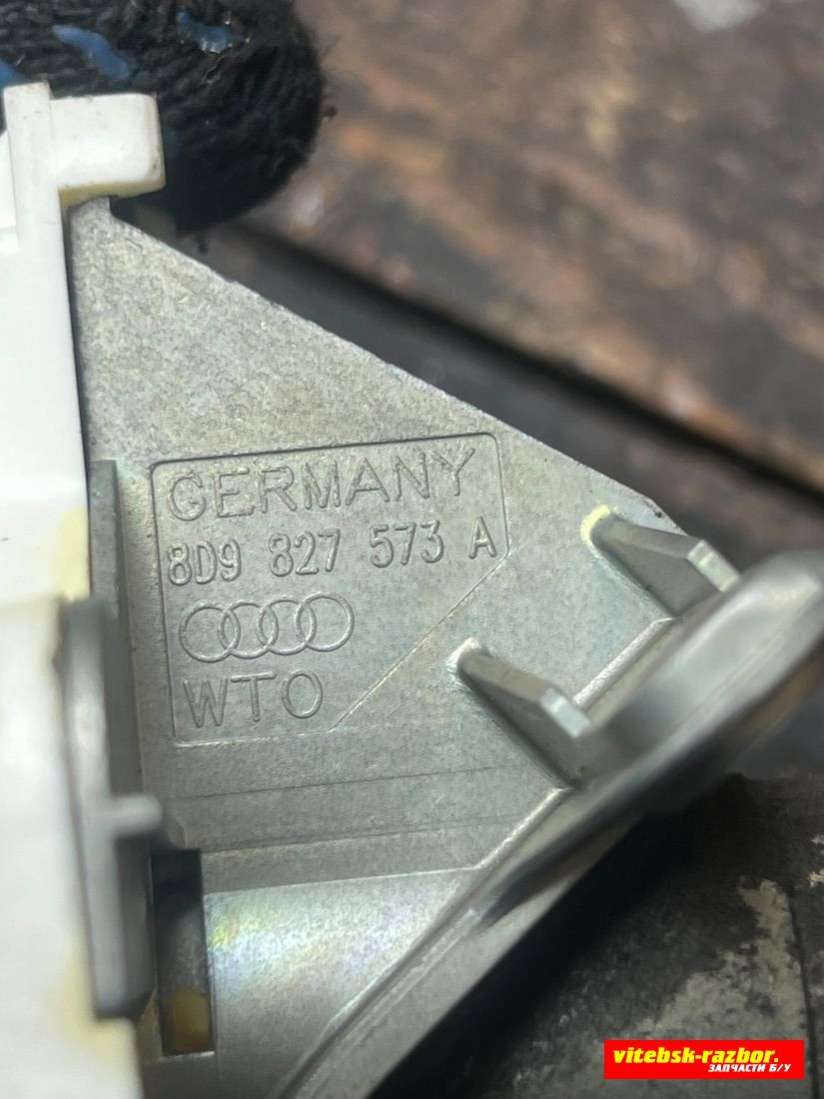 GERMANY
8D9 827 573 A
WTO
vitebsk-razbor.
ЗАПЧАСТИ Б/У